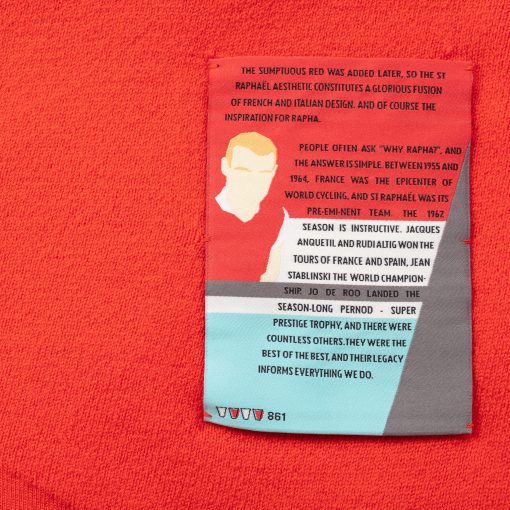 THE SUMPTUOUS RED WAS ADDED LATER, SO THE ST
RAPHAËL AESTHETIC CONSTITUTES A GLORIOUS FUSION
OF FRENCH AND ITALIAN DESIGN. AND OF COURSE THE
INSPIRATION FOR RAPHA.
PEOPLE OFTEN ASK "WHY RAPHA?", AND
THE ANSWER IS SIMPLE. BETWEEN 1955 AND
1964, FRANCE WAS THE EPICENTER OF
WORLD CYCLING, AND ST RAPHAËL WAS ITS
PRE-EMI-NENT TEAM. THE 1962
SEASON IS INSTRUCTIVE. JACQUES
ANQUETIL AND RUDI ALTIG WON THE
TOURS OF FRANCE AND SPAIN, JEAN
STABLINSKI THE WORLD CHAMPION-
SHIP. JO DE ROO LANDED THE
SEASON-LONG PERNOD - SUPER
PRESTIGE TROPHY, AND THERE WERE
COUNTLESS OTHERS. THEY WERE THE
BEST OF THE BEST, AND THEIR LEGACY
INFORMS EVERYTHING WE DO.
861